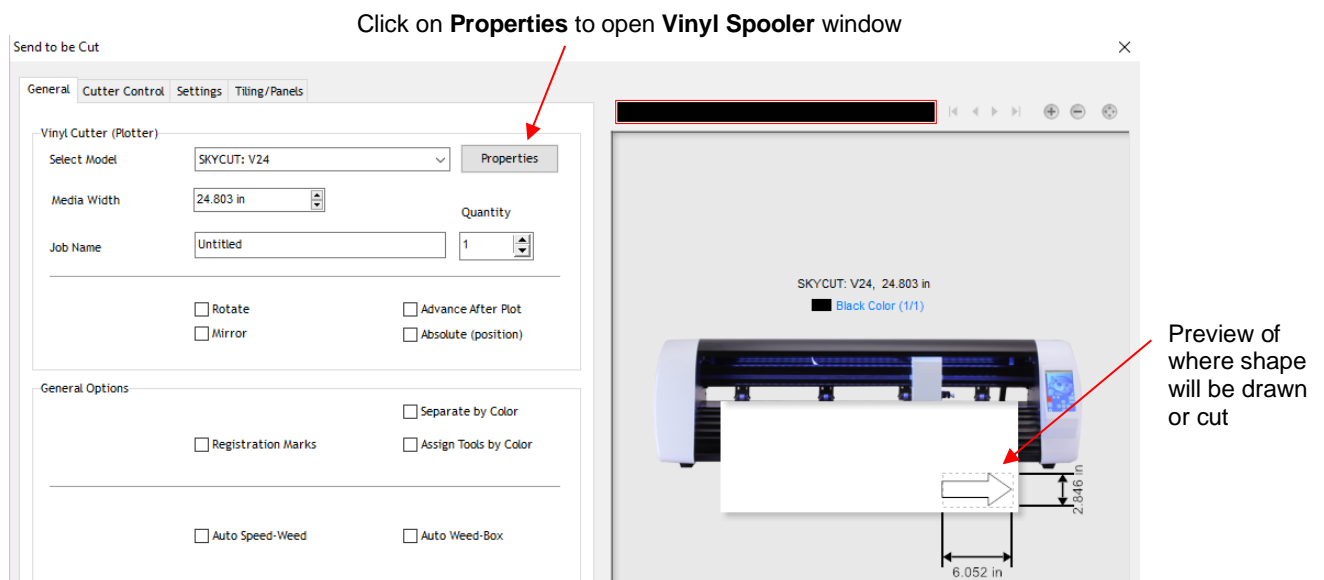 Click on Properties to open Vinyl Spooler window
Send to be Cut
General Cutter Control Settings Tiling/Panels
Vinyl Cutter (Plotter)
Select Model SKYCUT: V24 Properties
Media Width 24.803 in
Quantity
Job Name Untitled 1
Rotate Advance After Plot
Mirror Absolute (position)
General Options
Separate by Color
Registration Marks Assign Tools by Color
Auto Speed-Weed Auto Weed-Box
SKYCUT: V24, 24.803 in
Black Color (1/1)
2.846 in
6.052 in
Preview of
where shape
will be drawn
or cut